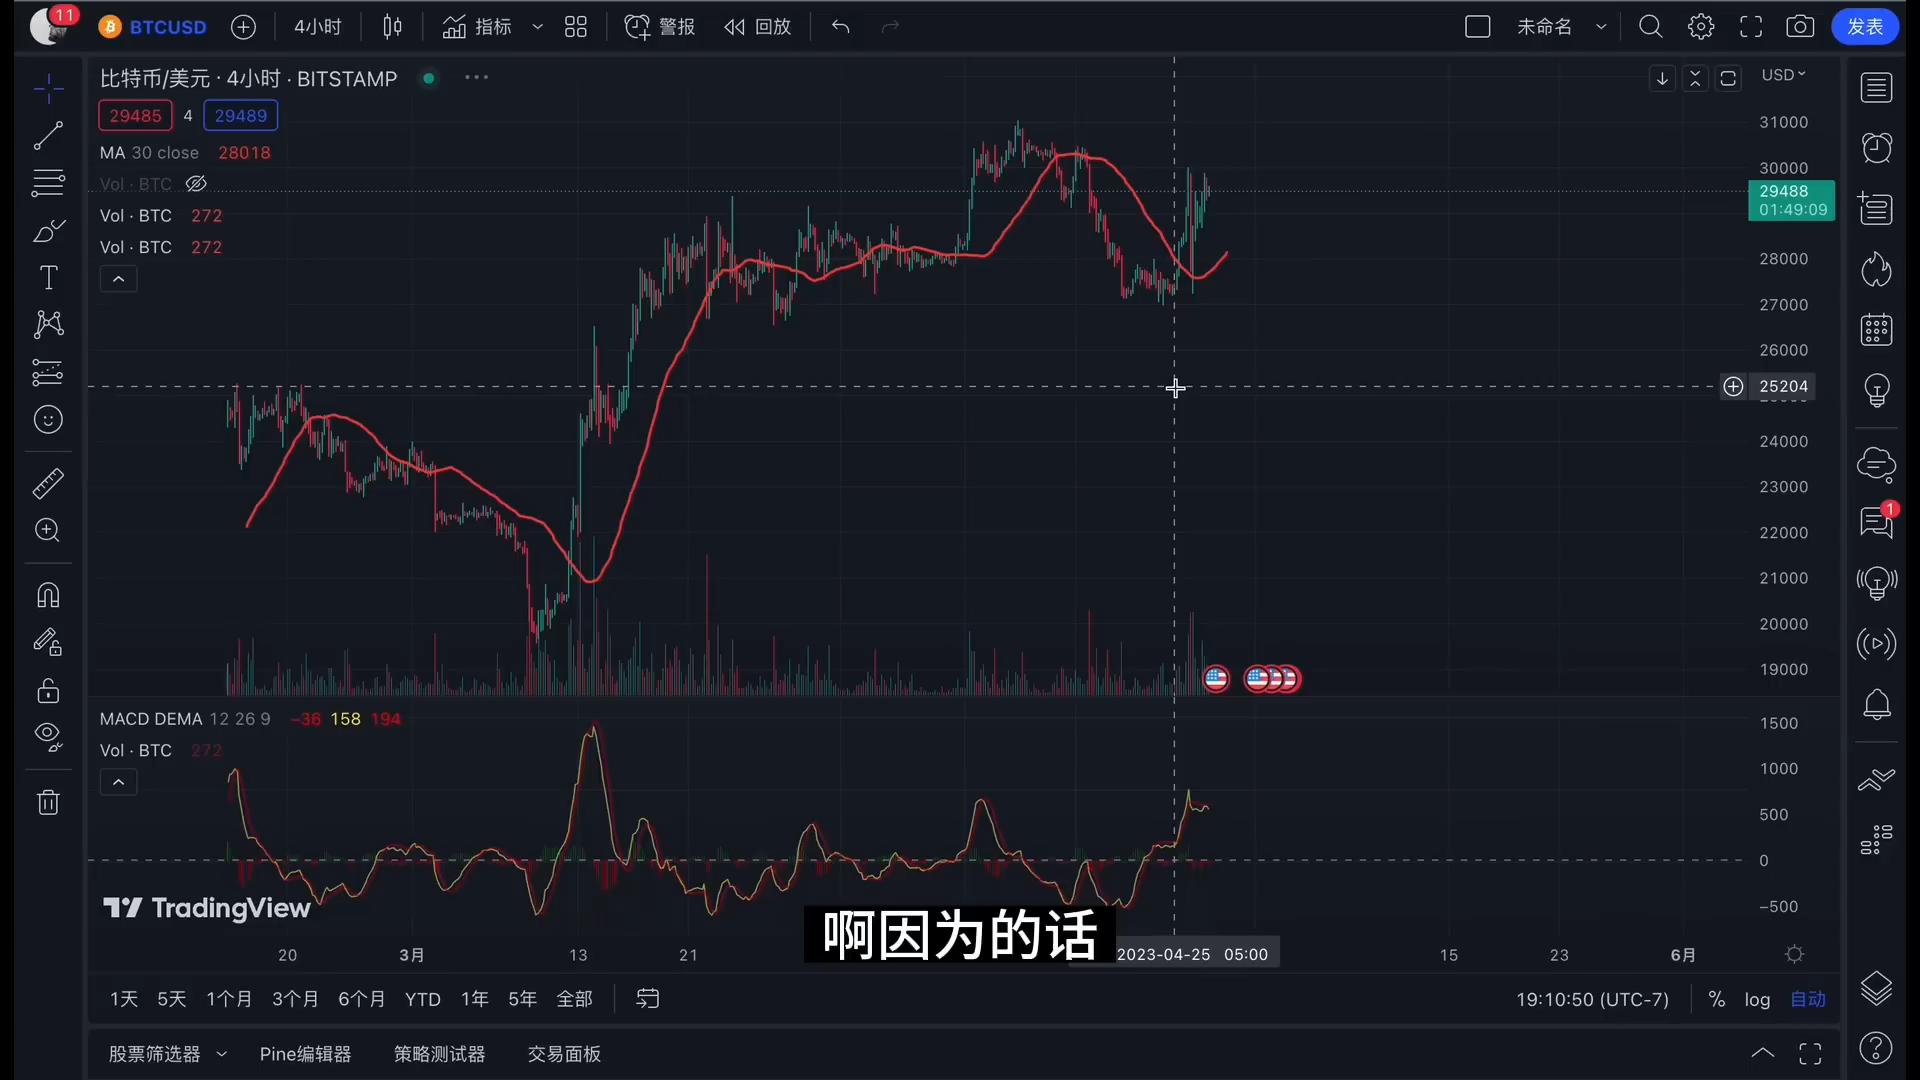 11
BTCUSD
4小时
指标
警报
回放
未命名
发表
比特币/美元 · 4小时 · BITSTAMP
29485 4 29489
MA 30 close 28018
Vol · BTC
Vol · BTC 272
Vol · BTC 272
USD
31000
30000
29488
01:49:09
28000
27000
26000
25204
24000
23000
22000
21000
20000
19000
1
MACD DEMA 12 26 9 −36 158 194
Vol · BTC 272
1500
1000
500
0
−500
TradingView
啊因为的话
20 3月 13 21 2023-04-25 05:00 15 23 6月
1天 5天 1个月 3个月 6个月 YTD 1年 5年 全部
19:10:50 (UTC-7) % log 自动
股票筛选器 Pine编辑器 策略测试器 交易面板